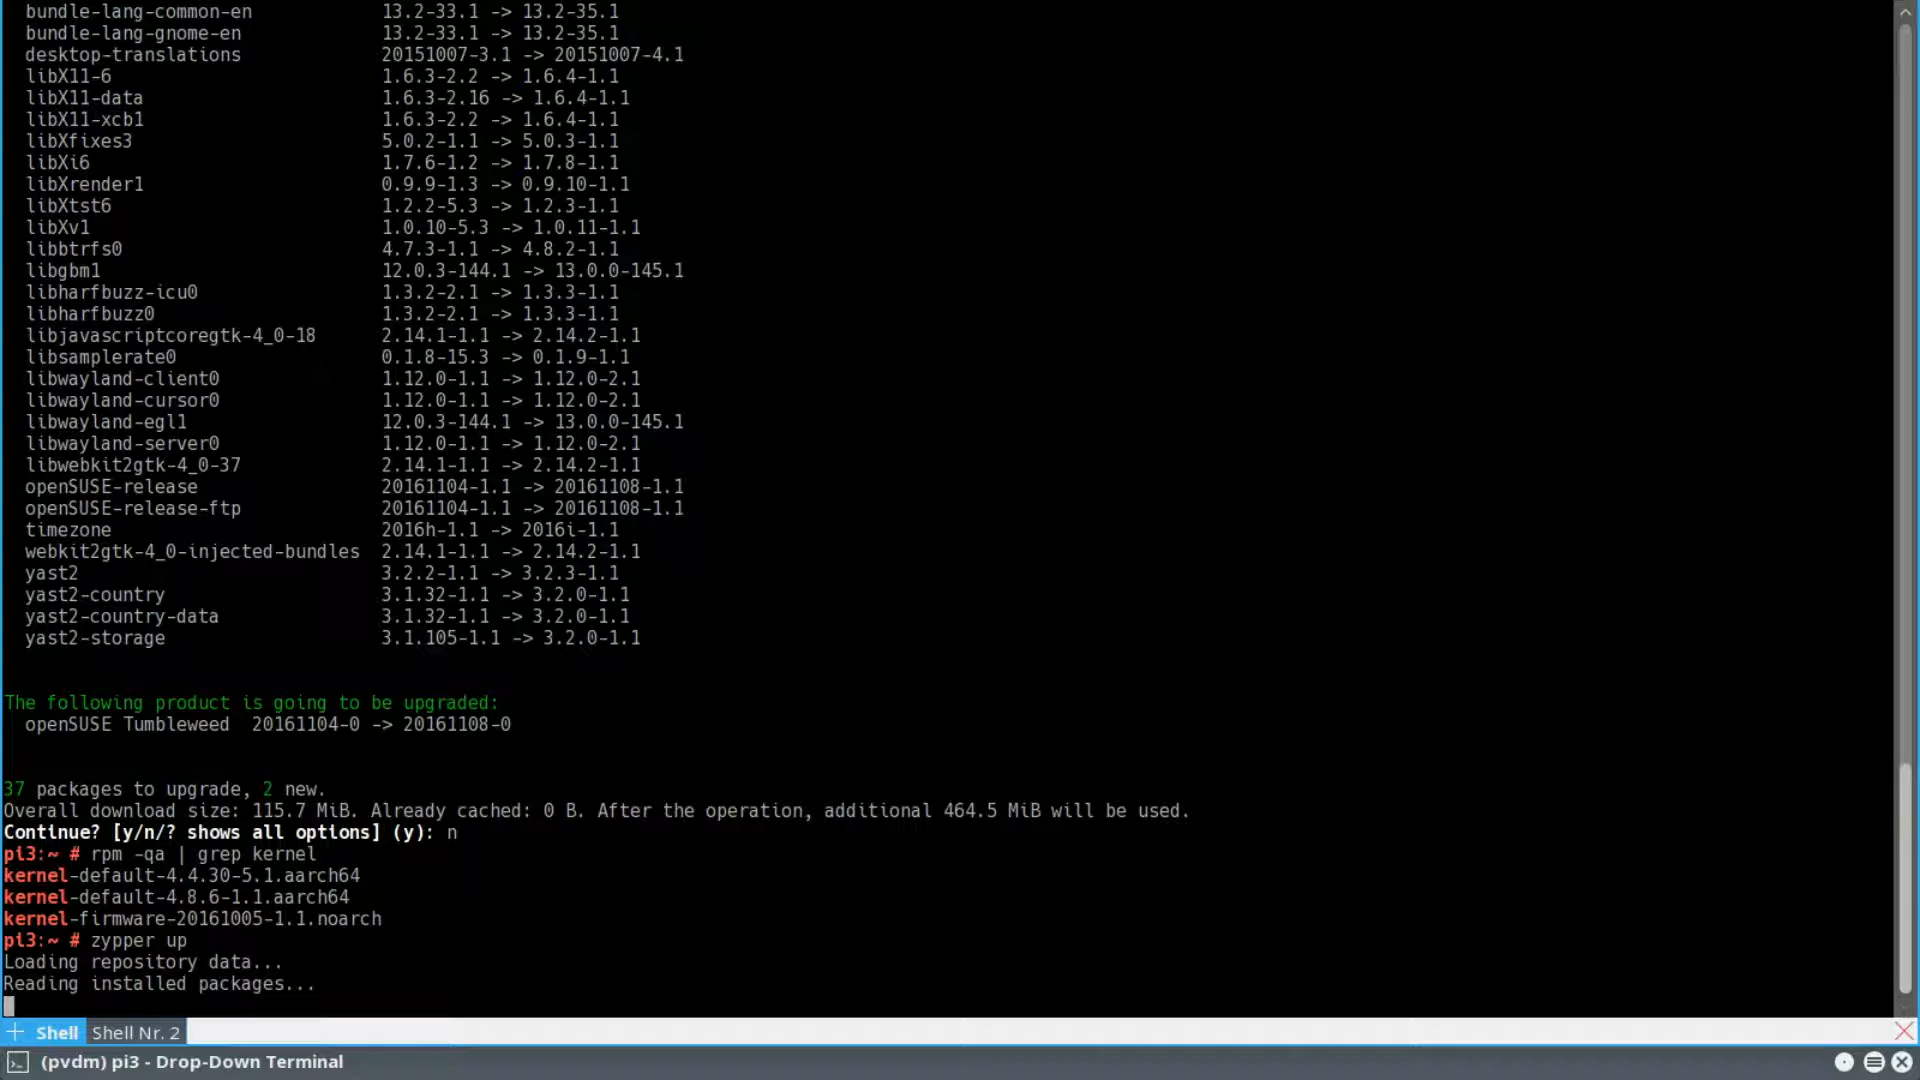 bundle-lang-common-en 13.2-33.1 -> 13.2-35.1
bundle-lang-gnome-en 13.2-33.1 -> 13.2-35.1
desktop-translations 20151007-3.1 -> 20151007-4.1
libX11-6 1.6.3-2.2 -> 1.6.4-1.1
libX11-data 1.6.3-2.16 -> 1.6.4-1.1
libX11-xcb1 1.6.3-2.2 -> 1.6.4-1.1
libXfixes3 5.0.2-1.1 -> 5.0.3-1.1
libXi6 1.7.6-1.2 -> 1.7.8-1.1
libXrender1 0.9.9-1.3 -> 0.9.10-1.1
libXtst6 1.2.2-5.3 -> 1.2.3-1.1
libXv1 1.0.10-5.3 -> 1.0.11-1.1
libbtrfs0 4.7.3-1.1 -> 4.8.2-1.1
libgbm1 12.0.3-144.1 -> 13.0.0-145.1
libharfbuzz-icu0 1.3.2-2.1 -> 1.3.3-1.1
libharfbuzz0 1.3.2-2.1 -> 1.3.3-1.1
libjavascriptcoregtk-4_0-18 2.14.1-1.1 -> 2.14.2-1.1
libsamplerate0 0.1.8-15.3 -> 0.1.9-1.1
libwayland-client0 1.12.0-1.1 -> 1.12.0-2.1
libwayland-cursor0 1.12.0-1.1 -> 1.12.0-2.1
libwayland-egl1 12.0.3-144.1 -> 13.0.0-145.1
libwayland-server0 1.12.0-1.1 -> 1.12.0-2.1
libwebkit2gtk-4_0-37 2.14.1-1.1 -> 2.14.2-1.1
openSUSE-release 20161104-1.1 -> 20161108-1.1
openSUSE-release-ftp 20161104-1.1 -> 20161108-1.1
timezone 2016h-1.1 -> 2016i-1.1
webkit2gtk-4_0-injected-bundles 2.14.1-1.1 -> 2.14.2-1.1
yast2 3.2.2-1.1 -> 3.2.3-1.1
yast2-country 3.1.32-1.1 -> 3.2.0-1.1
yast2-country-data 3.1.32-1.1 -> 3.2.0-1.1
yast2-storage 3.1.105-1.1 -> 3.2.0-1.1
The following product is going to be upgraded:
openSUSE Tumbleweed 20161104-0 -> 20161108-0
37 packages to upgrade, 2 new.
Overall download size: 115.7 MiB. Already cached: 0 B. After the operation, additional 464.5 MiB will be used.
Continue? [y/n/? shows all options] (y): n
pi3:~ # rpm -qa | grep kernel
kernel-default-4.4.30-5.1.aarch64
kernel-default-4.8.6-1.1.aarch64
kernel-firmware-20161005-1.1.noarch
pi3:~ # zypper up
Loading repository data...
Reading installed packages...
Shell Shell Nr. 2
(pvdm) pi3 - Drop-Down Terminal